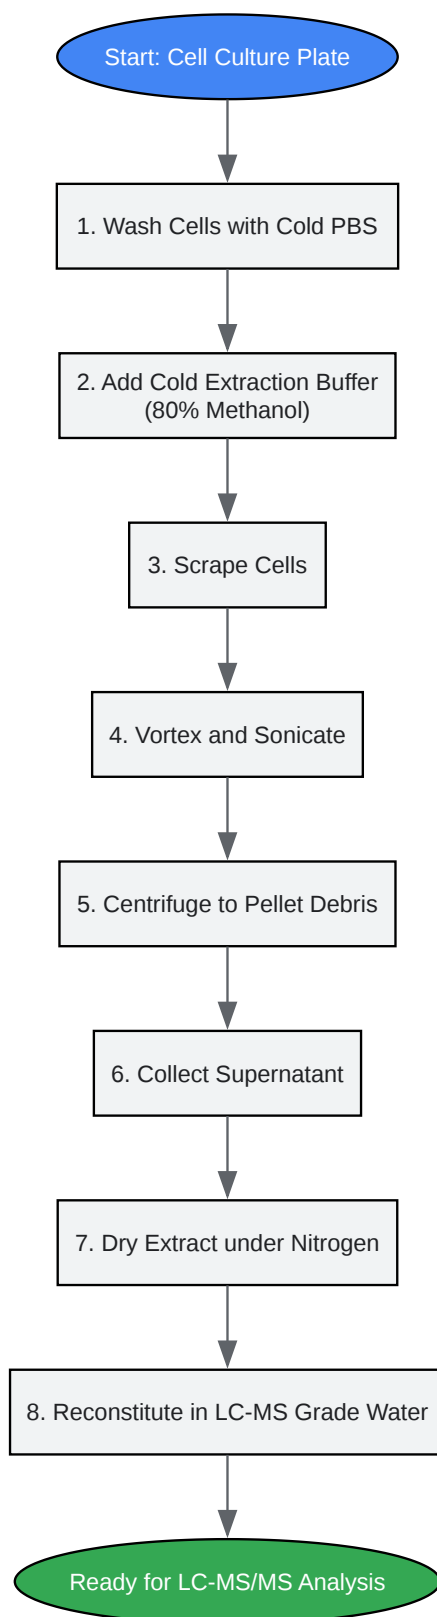 Start: Cell Culture Plate
1. Wash Cells with Cold PBS
2. Add Cold Extraction Buffer
(80% Methanol)
3. Scrape Cells
4. Vortex and Sonicate
5. Centrifuge to Pellet Debris
6. Collect Supernatant
7. Dry Extract under Nitrogen
8. Reconstitute in LC-MS Grade Water
Ready for LC-MS/MS Analysis